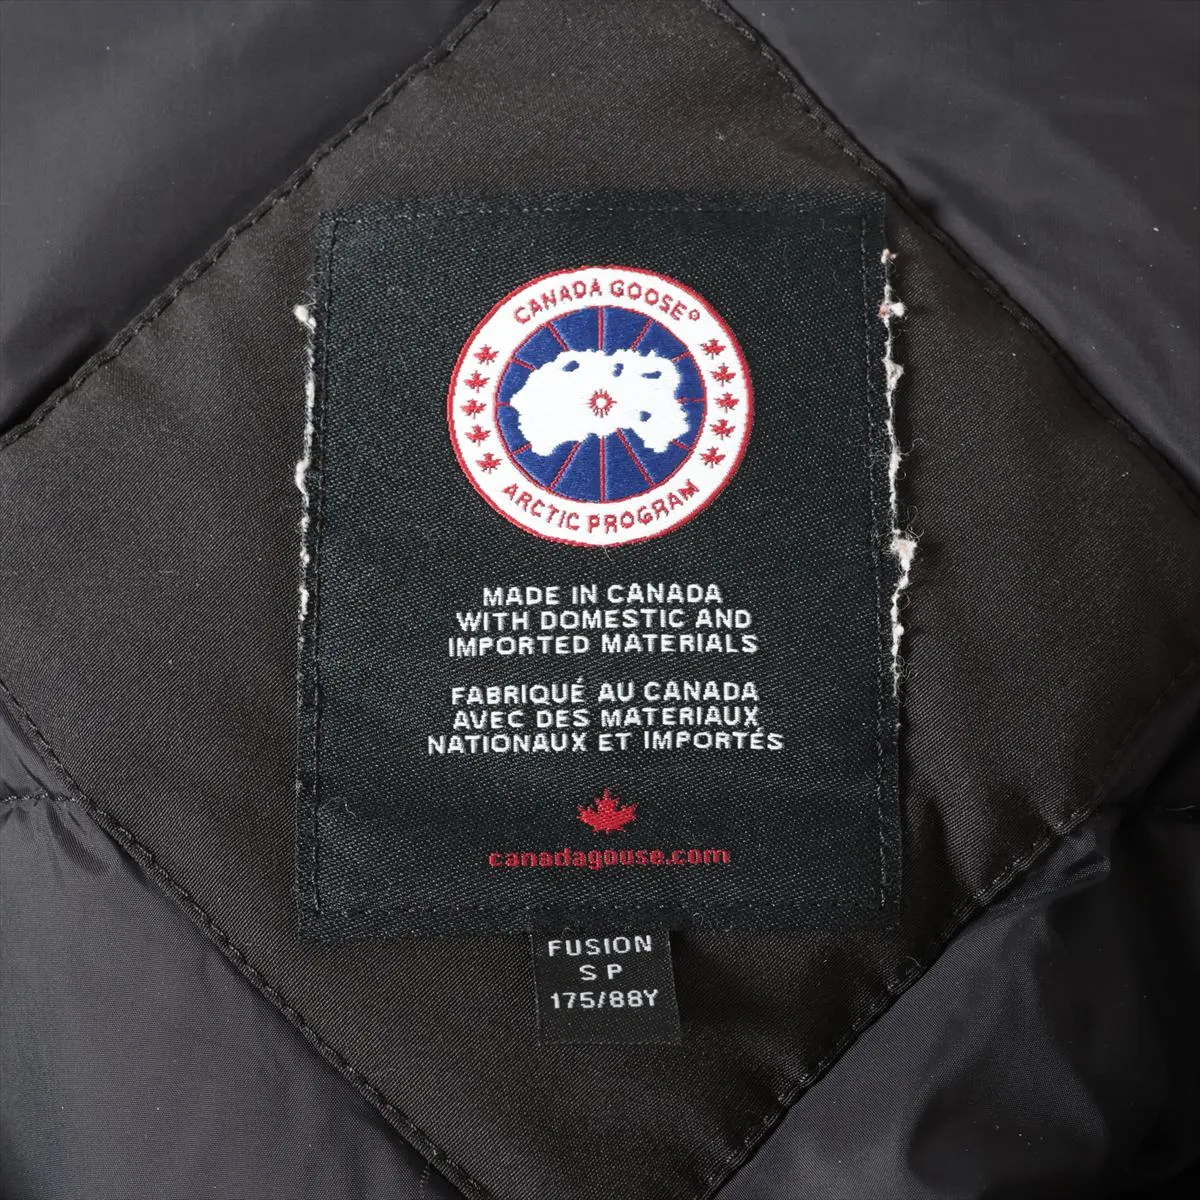 CANADA GOOSE®
ARCTIC PROGRAM
MADE IN CANADA
WITH DOMESTIC AND
IMPORTED MATERIALS
FABRIQUÉ AU CANADA
AVEC DES MATERIAUX
NATIONAUX ET IMPORTÉS
canadagoose.com
FUSION
S P
175/88Y